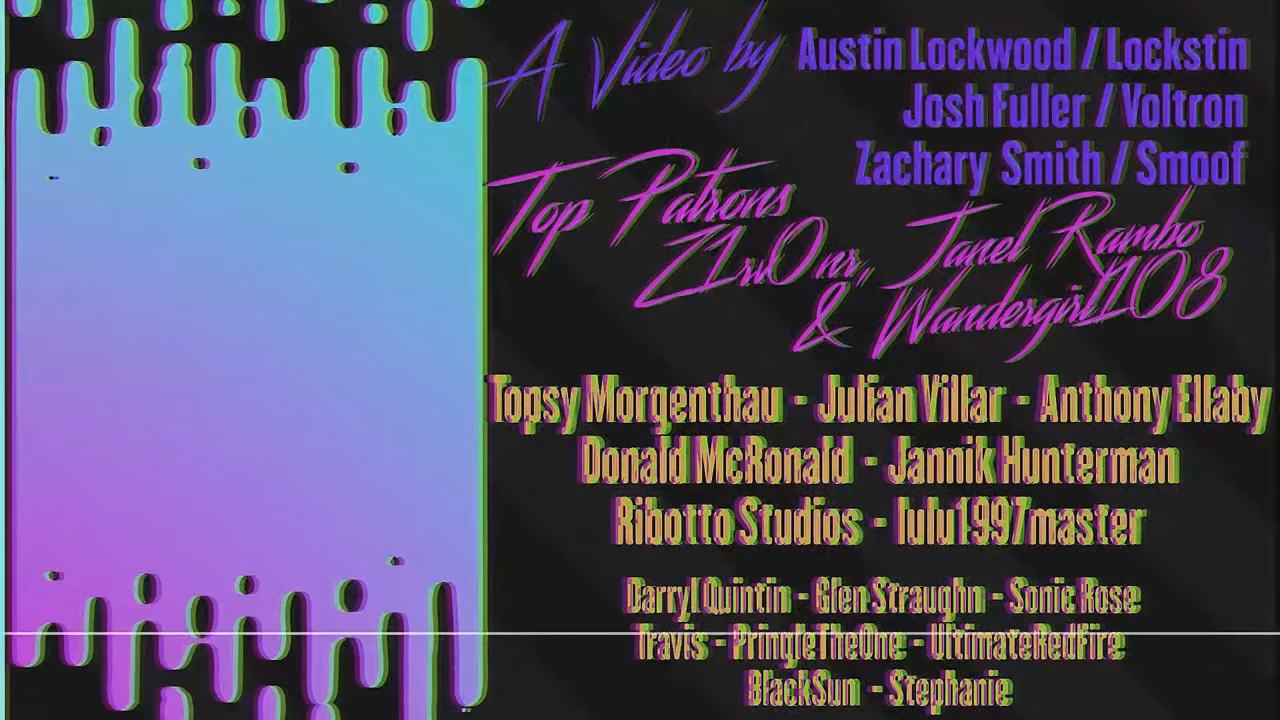 A Video by Austin Lockwood / Lockstin
Josh Fuller / Voltron
Zachary Smith / Smoof
Top Patrons
Janel Rambo
& Wandergirl108
Topsy Morgenthau - Julian Villar - Anthony Ellaby
Donald McRonald - Jannik Hunterman
Ribotto Studios - lulu1997master
Darryl Quintin - Glen Straughn - Sonic Rose
Travis - PringleTheOne - UltimateRedFire
BlackSun - Stephanie